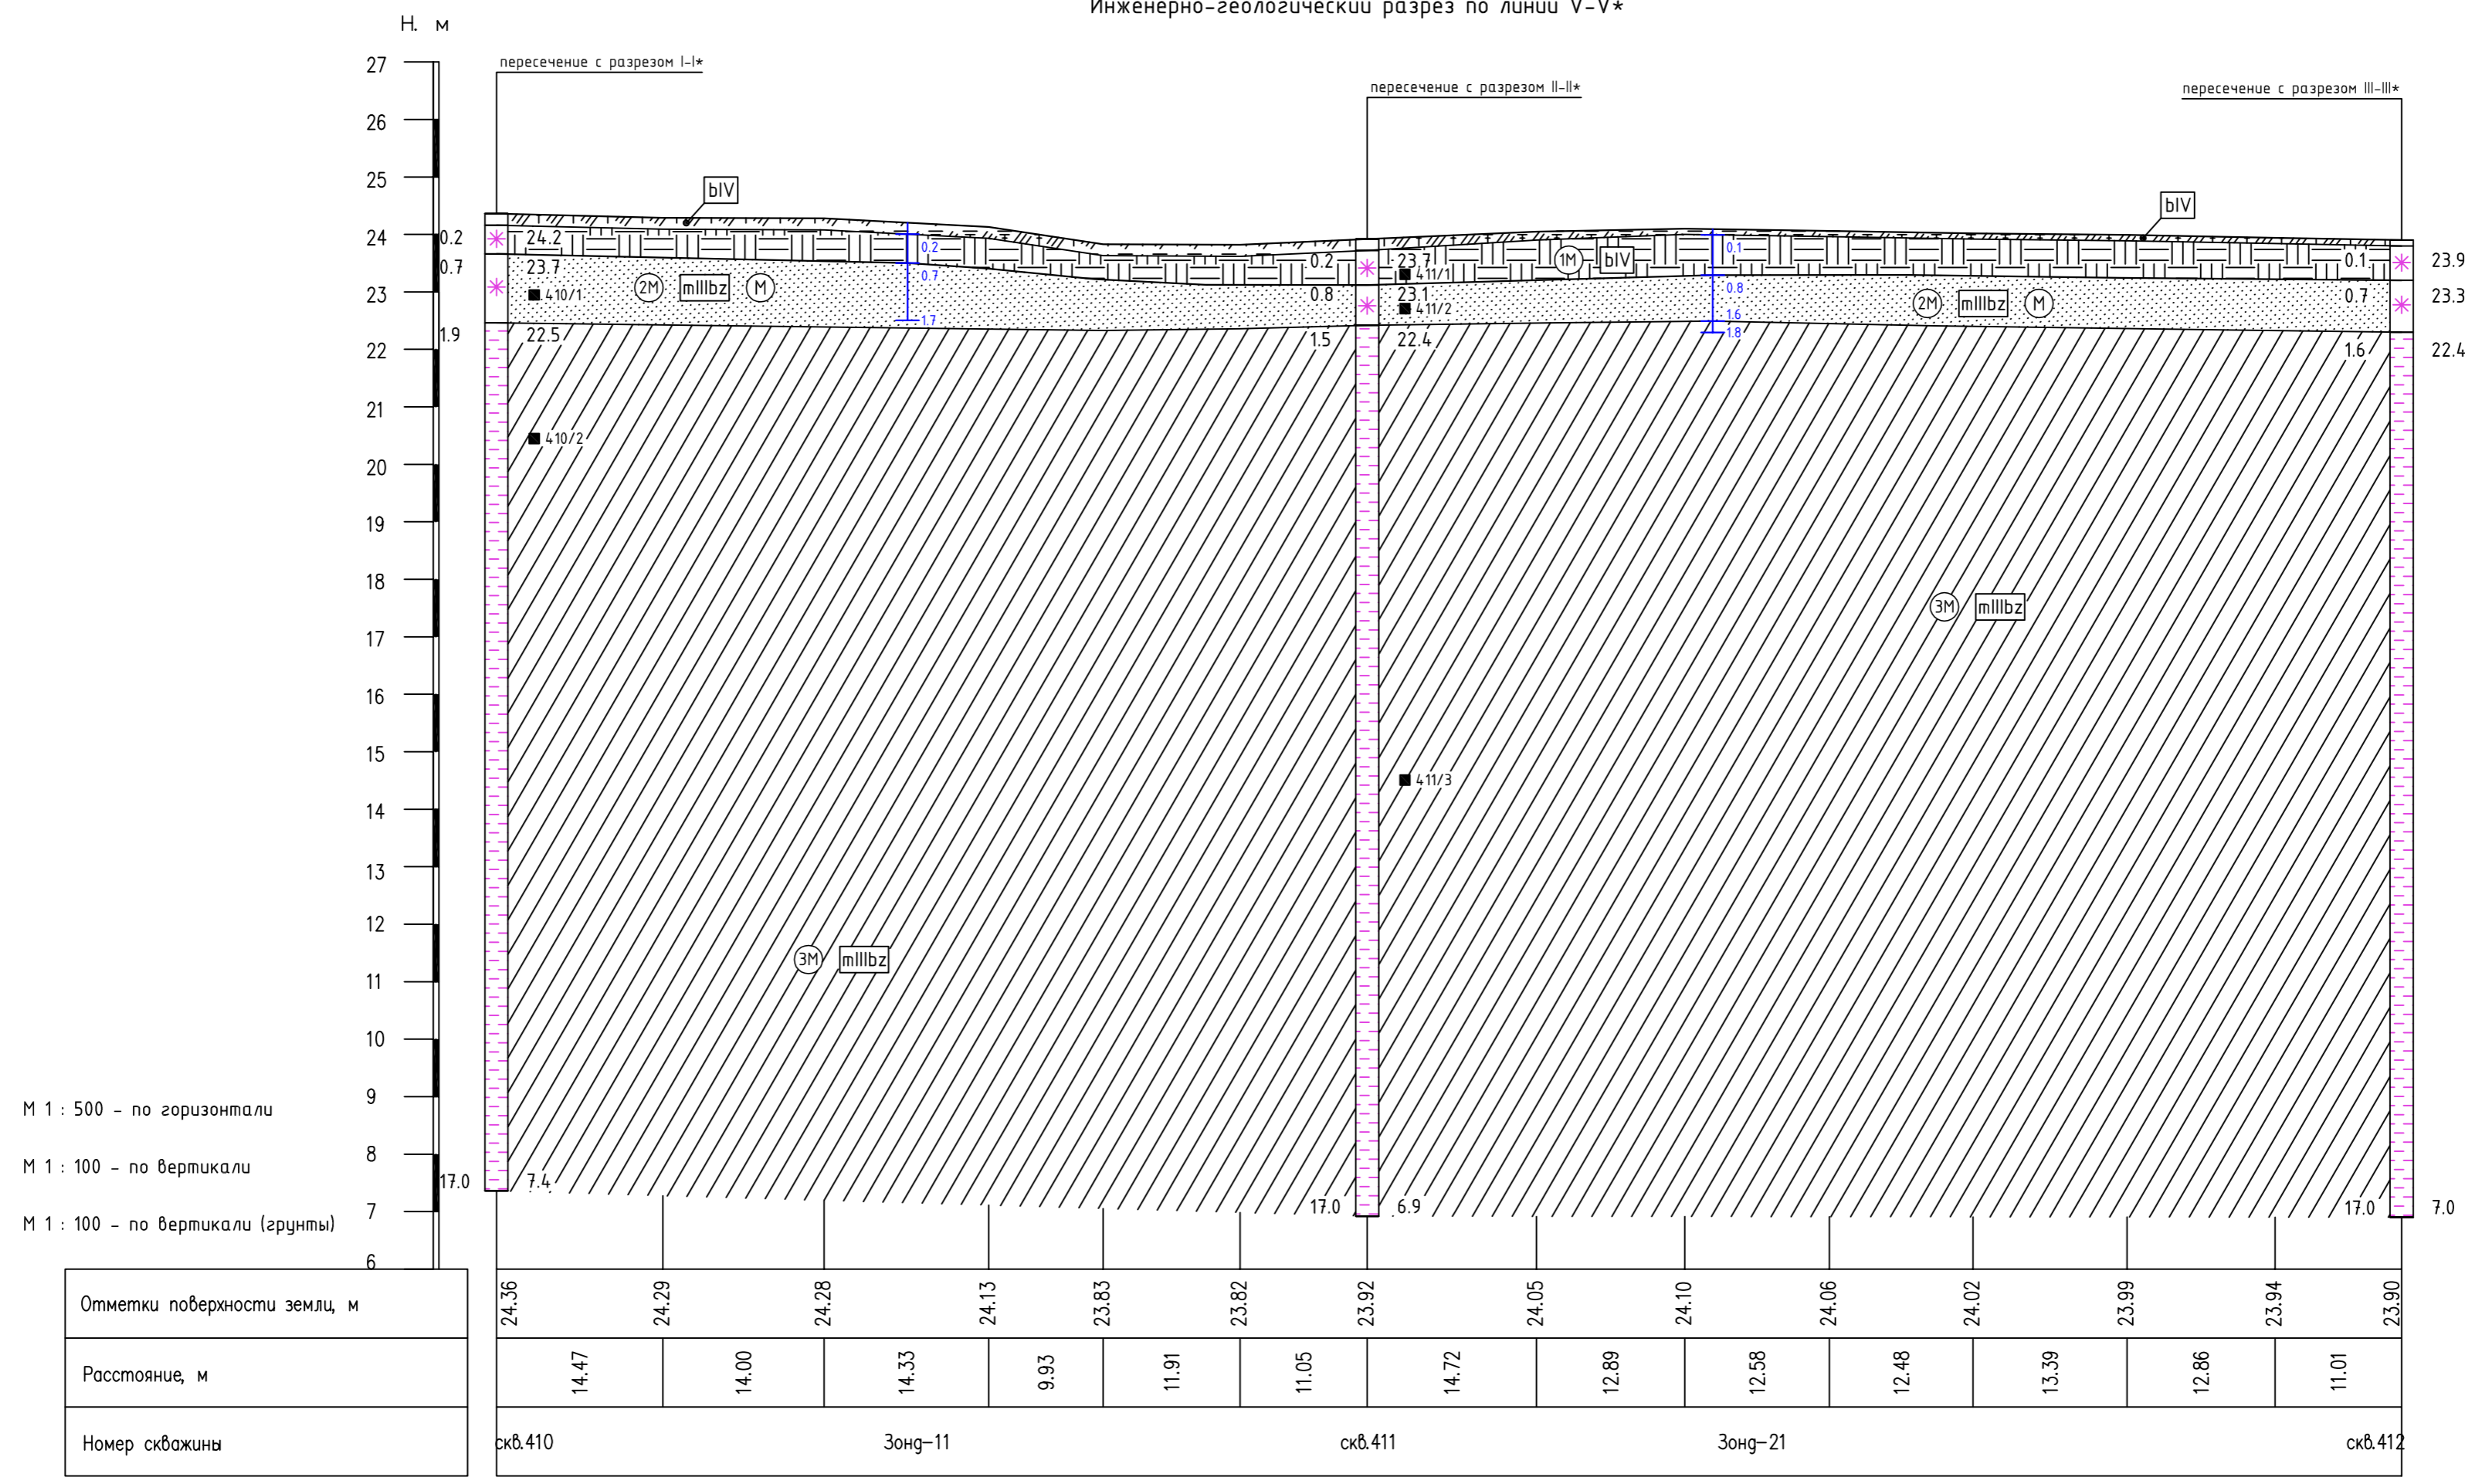 Инженерно-геологический разрез по линии V-V*
Н. м
27
26
25
24
23
22
21
20
19
18
17
16
15
14
13
12
11
10
9
8
7
6
пересечение с разрезом I-I*
пересечение с разрезом II-II*
пересечение с разрезом III-III*
bIV
bIV
0.2 24.2
0.7 23.7
1.9 22.5
17.0 7.4
410/1
410/2
2М mIIIbz М
0.2
0.7
1.7
3М mIIIbz
0.2 23.7
0.8 23.1
1.5 22.4
17.0 6.9
411/1
411/2
411/3
1М bIV
0.1
0.8
1.6
1.8
2М mIIIbz М
3М mIIIbz
0.1 23.9
0.7 23.3
1.6 22.4
17.0 7.0
М 1 : 500 - по горизонтали
М 1 : 100 - по вертикали
М 1 : 100 - по вертикали (грунты)
Отметки поверхности земли, м 24.36 24.29 24.28 24.13 23.83 23.82 23.92 24.05 24.10 24.06 24.02 23.99 23.94 23.90
Расстояние, м 14.47 14.00 14.33 9.93 11.91 11.05 14.72 12.89 12.58 12.48 13.39 12.86 11.01
Номер скважины скв.410 Зонд-11 скв.411 Зонд-21 скв.412